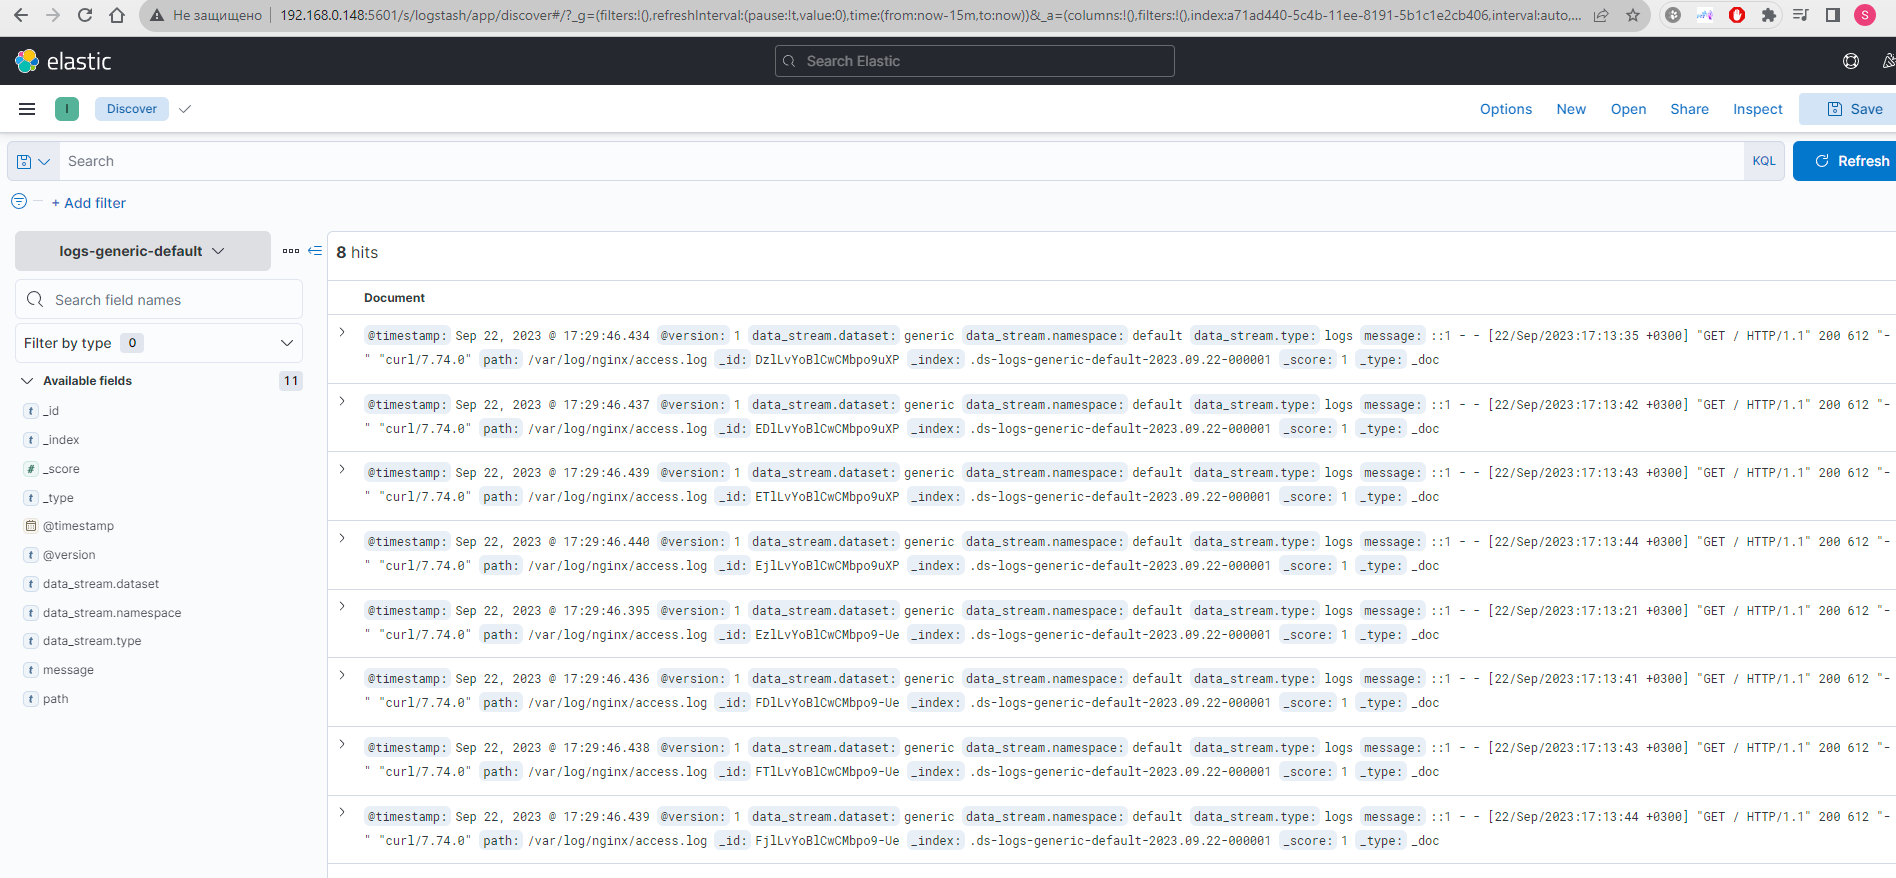 Не защищено 192.168.0.148:5601/s/logstash/app/discover#/?_g=(filters:!(),refreshInterval:(pause:!t,value:0),time:(from:now-15m,to:now))&_a=(columns:!(),filters:!(),index:a71ad440-5c4b-11ee-8191-5b1c1e2cb406,interval:auto,... S
elastic Search Elastic
I Discover Options New Open Share Inspect Save
Search KQL Refresh
+ Add filter
logs-generic-default
8 hits
Search field names
Document
Filter by type 0
Available fields 11
t _id
t _index
# _score
t _type
@timestamp
t @version
t data_stream.dataset
t data_stream.namespace
t data_stream.type
t message
t path
@timestamp: Sep 22, 2023 @ 17:29:46.434 @version: 1 data_stream.dataset: generic data_stream.namespace: default data_stream.type: logs message: ::1 - - [22/Sep/2023:17:13:35 +0300] "GET / HTTP/1.1" 200 612 "-
" "curl/7.74.0" path: /var/log/nginx/access.log _id: DzlLvYoBlCwCMbpo9uXP _index: .ds-logs-generic-default-2023.09.22-000001 _score: 1 _type: _doc
@timestamp: Sep 22, 2023 @ 17:29:46.437 @version: 1 data_stream.dataset: generic data_stream.namespace: default data_stream.type: logs message: ::1 - - [22/Sep/2023:17:13:42 +0300] "GET / HTTP/1.1" 200 612 "-
" "curl/7.74.0" path: /var/log/nginx/access.log _id: EDlLvYoBlCwCMbpo9uXP _index: .ds-logs-generic-default-2023.09.22-000001 _score: 1 _type: _doc
@timestamp: Sep 22, 2023 @ 17:29:46.439 @version: 1 data_stream.dataset: generic data_stream.namespace: default data_stream.type: logs message: ::1 - - [22/Sep/2023:17:13:43 +0300] "GET / HTTP/1.1" 200 612 "-
" "curl/7.74.0" path: /var/log/nginx/access.log _id: ETlLvYoBlCwCMbpo9uXP _index: .ds-logs-generic-default-2023.09.22-000001 _score: 1 _type: _doc
@timestamp: Sep 22, 2023 @ 17:29:46.440 @version: 1 data_stream.dataset: generic data_stream.namespace: default data_stream.type: logs message: ::1 - - [22/Sep/2023:17:13:44 +0300] "GET / HTTP/1.1" 200 612 "-
" "curl/7.74.0" path: /var/log/nginx/access.log _id: EjlLvYoBlCwCMbpo9uXP _index: .ds-logs-generic-default-2023.09.22-000001 _score: 1 _type: _doc
@timestamp: Sep 22, 2023 @ 17:29:46.395 @version: 1 data_stream.dataset: generic data_stream.namespace: default data_stream.type: logs message: ::1 - - [22/Sep/2023:17:13:21 +0300] "GET / HTTP/1.1" 200 612 "-
" "curl/7.74.0" path: /var/log/nginx/access.log _id: EzlLvYoBlCwCMbpo9-Ue _index: .ds-logs-generic-default-2023.09.22-000001 _score: 1 _type: _doc
@timestamp: Sep 22, 2023 @ 17:29:46.436 @version: 1 data_stream.dataset: generic data_stream.namespace: default data_stream.type: logs message: ::1 - - [22/Sep/2023:17:13:41 +0300] "GET / HTTP/1.1" 200 612 "-
" "curl/7.74.0" path: /var/log/nginx/access.log _id: FDlLvYoBlCwCMbpo9-Ue _index: .ds-logs-generic-default-2023.09.22-000001 _score: 1 _type: _doc
@timestamp: Sep 22, 2023 @ 17:29:46.438 @version: 1 data_stream.dataset: generic data_stream.namespace: default data_stream.type: logs message: ::1 - - [22/Sep/2023:17:13:43 +0300] "GET / HTTP/1.1" 200 612 "-
" "curl/7.74.0" path: /var/log/nginx/access.log _id: FTlLvYoBlCwCMbpo9-Ue _index: .ds-logs-generic-default-2023.09.22-000001 _score: 1 _type: _doc
@timestamp: Sep 22, 2023 @ 17:29:46.439 @version: 1 data_stream.dataset: generic data_stream.namespace: default data_stream.type: logs message: ::1 - - [22/Sep/2023:17:13:44 +0300] "GET / HTTP/1.1" 200 612 "-
" "curl/7.74.0" path: /var/log/nginx/access.log _id: FjlLvYoBlCwCMbpo9-Ue _index: .ds-logs-generic-default-2023.09.22-000001 _score: 1 _type: _doc